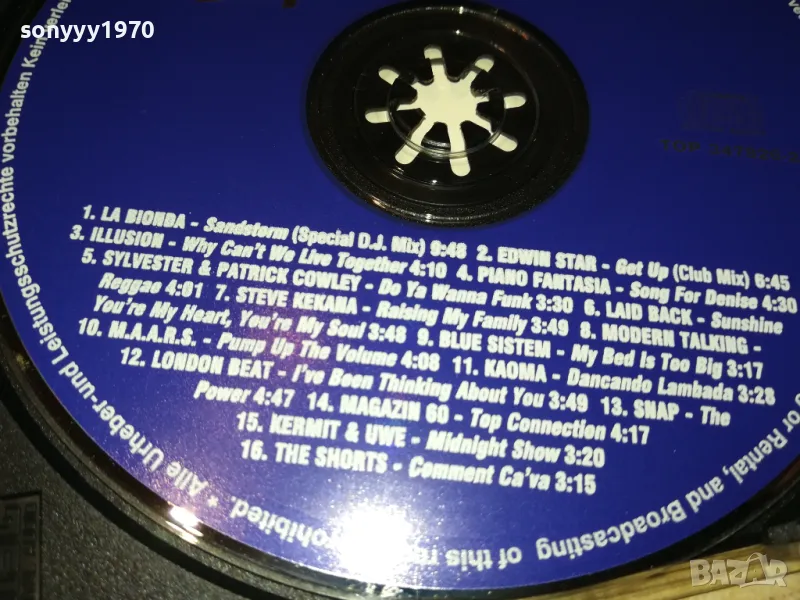 sonyyy1970
1. LA BIONDA - Sandstorm (Special D.J. Mix) 9:48 2. EDWIN STAR - Get Up (Club Mix) 6:45
3. ILLUSION - Why Can't We Live Together 4:10 4. PIANO FANTASIA - Song For Denise 4:30
5. SYLVESTER & PATRICK COWLEY - Do Ya Wanna Funk 3:30 6. LAID BACK - Sunshine
Reggae 4:01 7. STEVE KEKANA - Raising My Family 3:49 8. MODERN TALKING -
You're My Heart, You're My Soul 3:48 9. BLUE SISTEM - My Bed Is Too Big 3:17
10. M.A.A.R.S. - Pump Up The Volume 4:08 11. KAOMA - Dancando Lambada 3:28
12. LONDON BEAT - I've Been Thinking About You 3:49 13. SNAP - The
Power 4:47 14. MAGAZIN 60 - Top Connection 4:17
15. KERMIT & UWE - Midnight Show 3:20
16. THE SHORTS - Comment Ca'va 3:15
Alle Urheber-und Leistungsschutzrechte vorbehalten Kein
for Rental, and Broadcasting of this
prohibited. *
BAZAR